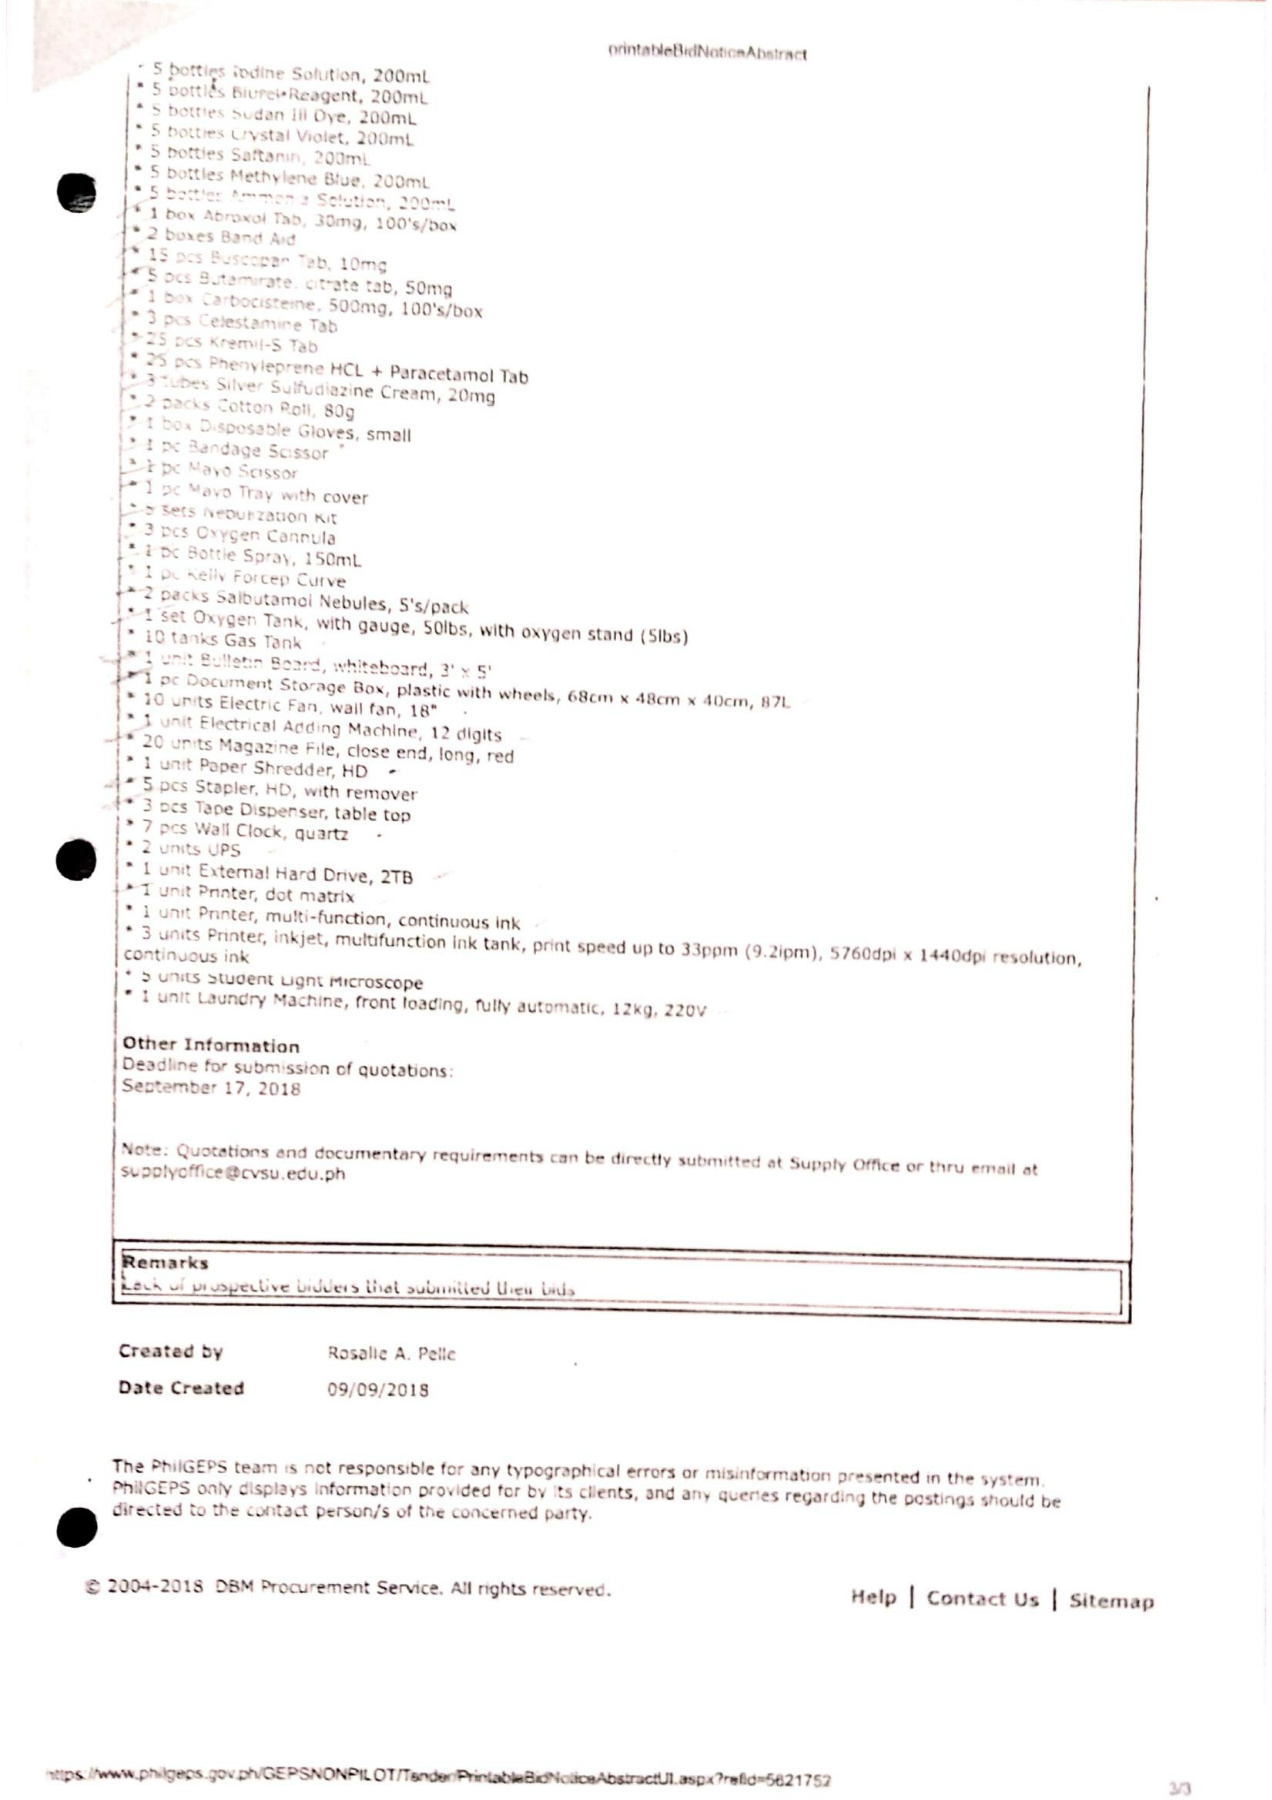 printableBidNoticeAbstract
* 5 bottles Iodine Solution, 200mL
* 5 bottles Biuret Reagent, 200mL
* 5 bottles Sudan III Dye, 200mL
* 5 bottles Crystal Violet, 200mL
* 5 bottles Saftanin, 200mL
* 5 bottles Methylene Blue, 200mL
* 5 bottles Ammonia Solution, 200mL
* 1 box Abroxol Tab, 30mg, 100's/box
* 2 boxes Band Aid
* 15 pcs Buscopan Tab, 10mg
* 5 pcs Butamirate, citrate tab, 50mg
* 1 box Carbocisteine, 500mg, 100's/box
* 3 pcs Celestamine Tab
* 25 pcs Kremil-S Tab
* 25 pcs Phenyleprene HCL + Paracetamol Tab
* 3 tubes Silver Sulfudiazine Cream, 20mg
* 2 packs Cotton Roll, 80g
* 1 box Disposable Gloves, small
* 1 pc Bandage Scissor
* 1 pc Mayo Scissor
* 1 pc Mayo Tray with cover
* 5 sets Nebulization Kit
* 3 pcs Oxygen Cannula
* 1 pc Bottle Spray, 150mL
* 1 pc Kelly Forcep Curve
* 2 packs Salbutamol Nebules, 5's/pack
* 1 set Oxygen Tank, with gauge, 50lbs, with oxygen stand (5lbs)
* 10 tanks Gas Tank
* 1 unit Bulletin Board, whiteboard, 3' x 5'
* 1 pc Document Storage Box, plastic with wheels, 68cm x 48cm x 40cm, 87L
* 10 units Electric Fan, wall fan, 18"
* 1 unit Electrical Adding Machine, 12 digits
* 20 units Magazine File, close end, long, red
* 1 unit Paper Shredder, HD
* 5 pcs Stapler, HD, with remover
* 3 pcs Tape Dispenser, table top
* 7 pcs Wall Clock, quartz
* 2 units UPS
* 1 unit External Hard Drive, 2TB
* 1 unit Printer, dot matrix
* 1 unit Printer, multi-function, continuous ink
* 3 units Printer, inkjet, multifunction ink tank, print speed up to 33ppm (9.2ipm), 5760dpi x 1440dpi resolution,
continuous ink
* 5 units Student Light Microscope
* 1 unit Laundry Machine, front loading, fully automatic, 12kg, 220V
Other Information
Deadline for submission of quotations:
September 17, 2018
Note: Quotations and documentary requirements can be directly submitted at Supply Office or thru email at
supplyoffice@cvsu.edu.ph
Remarks
Lack of prospective bidders that submitted their bids
Created by Rosalie A. Pelle
Date Created 09/09/2018
The PhilGEPS team is not responsible for any typographical errors or misinformation presented in the system.
PhilGEPS only displays information provided for by its clients, and any queries regarding the postings should be
directed to the contact person/s of the concerned party.
© 2004-2018 DBM Procurement Service. All rights reserved.
Help | Contact Us | Sitemap
https://www.philgeps.gov.ph/GEPSNONPILOT/Tender/PrintableBidNoticeAbstractUI.aspx?refid=5621752
3/3